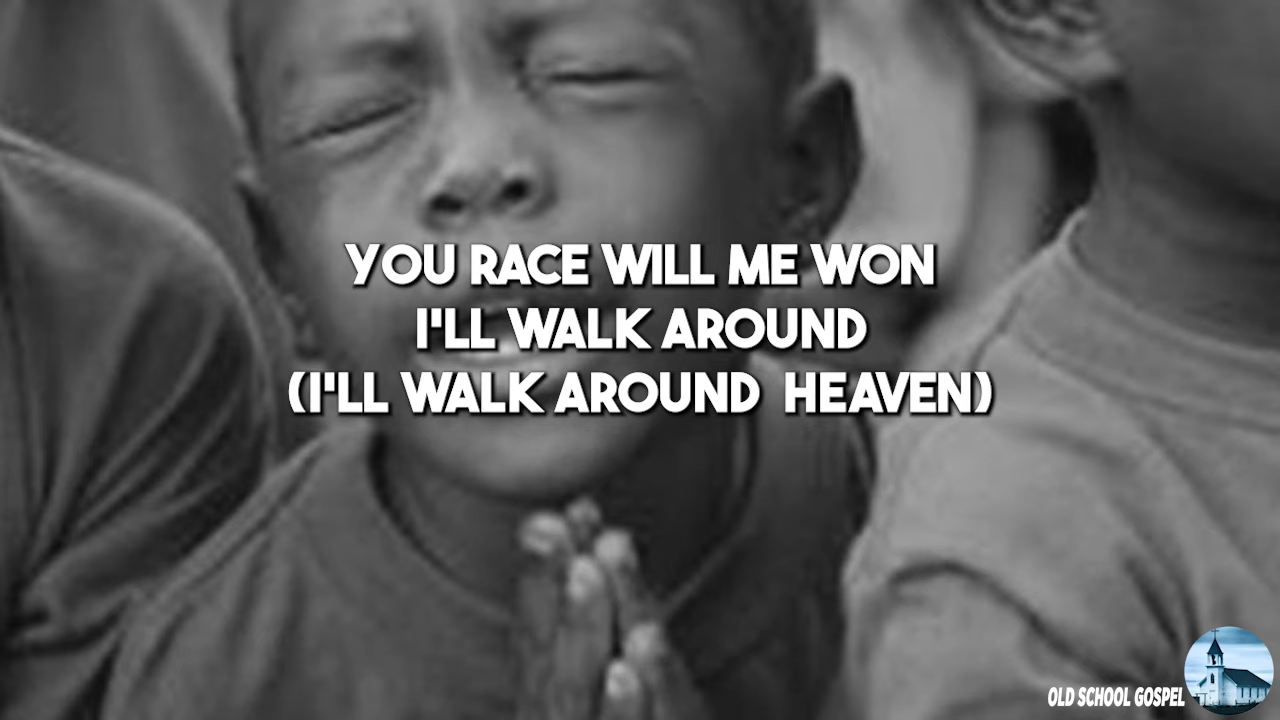 YOU RACE WILL ME WON
I'LL WALK AROUND
(I'LL WALK AROUND HEAVEN)
OLD SCHOOL GOSPEL